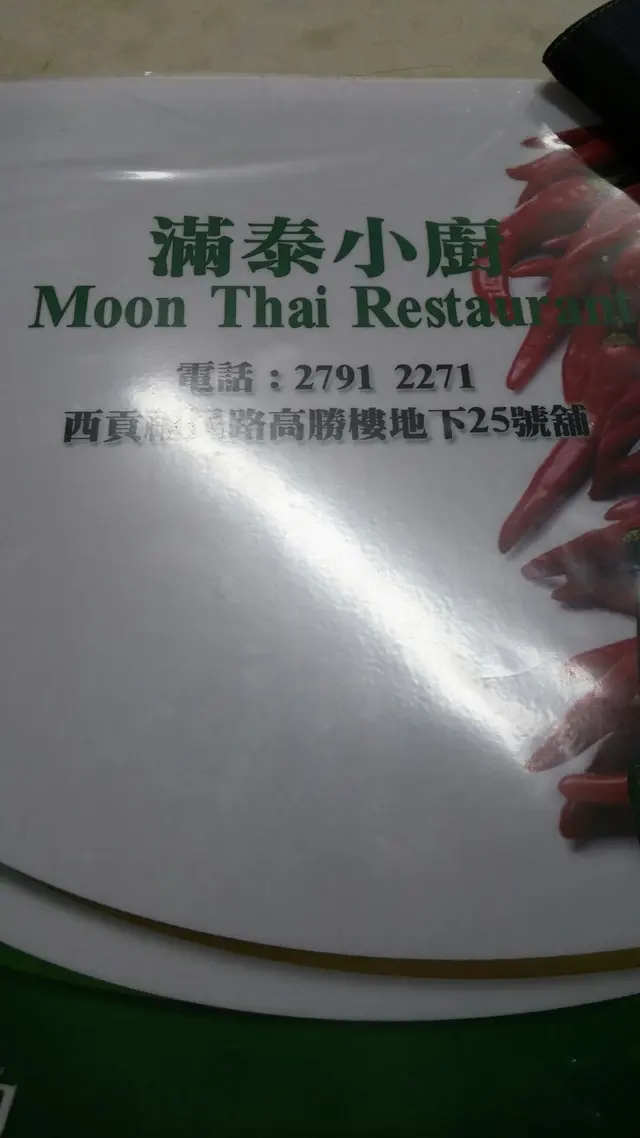 滿泰小廚
Moon Thai Restaurant
電話：2791 2271
西貢路高勝樓地下25號舖